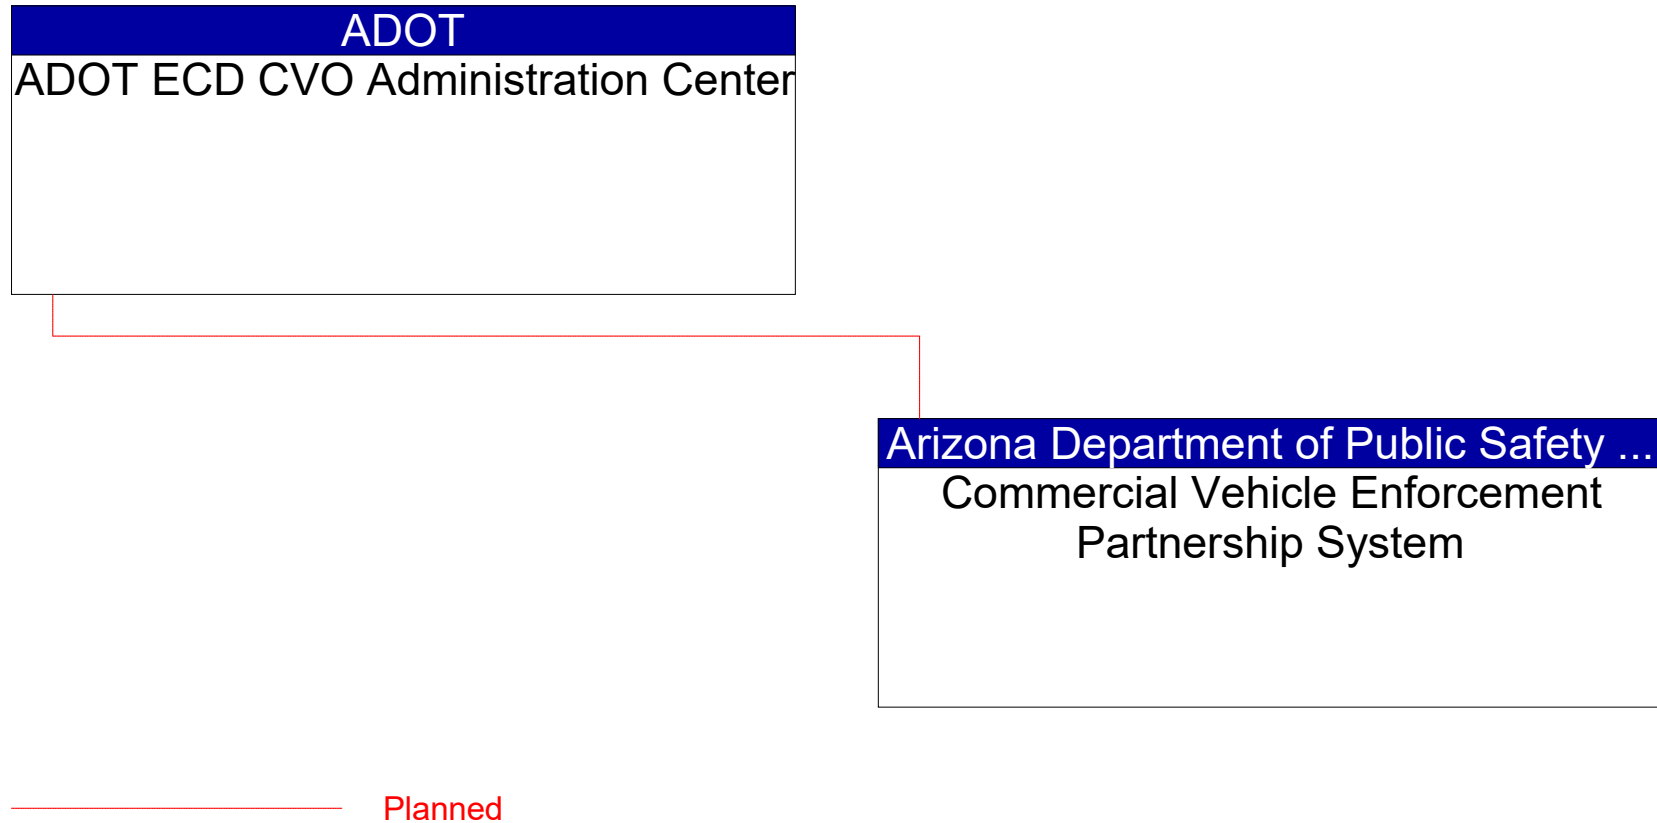 ADOT
ADOT ECD CVO Administration Center
Arizona Department of Public Safety ...
Commercial Vehicle Enforcement
Partnership System
Planned